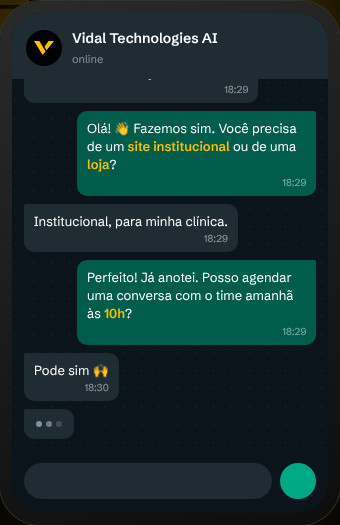 Vidal Technologies AI
online
18:29
Olá! 👋 Fazemos sim. Você precisa
de um site institucional ou de uma
loja?
18:29
Institucional, para minha clínica.
18:29
Perfeito! Já anotei. Posso agendar
uma conversa com o time amanhã
às 10h?
18:29
Pode sim 🙌
18:30